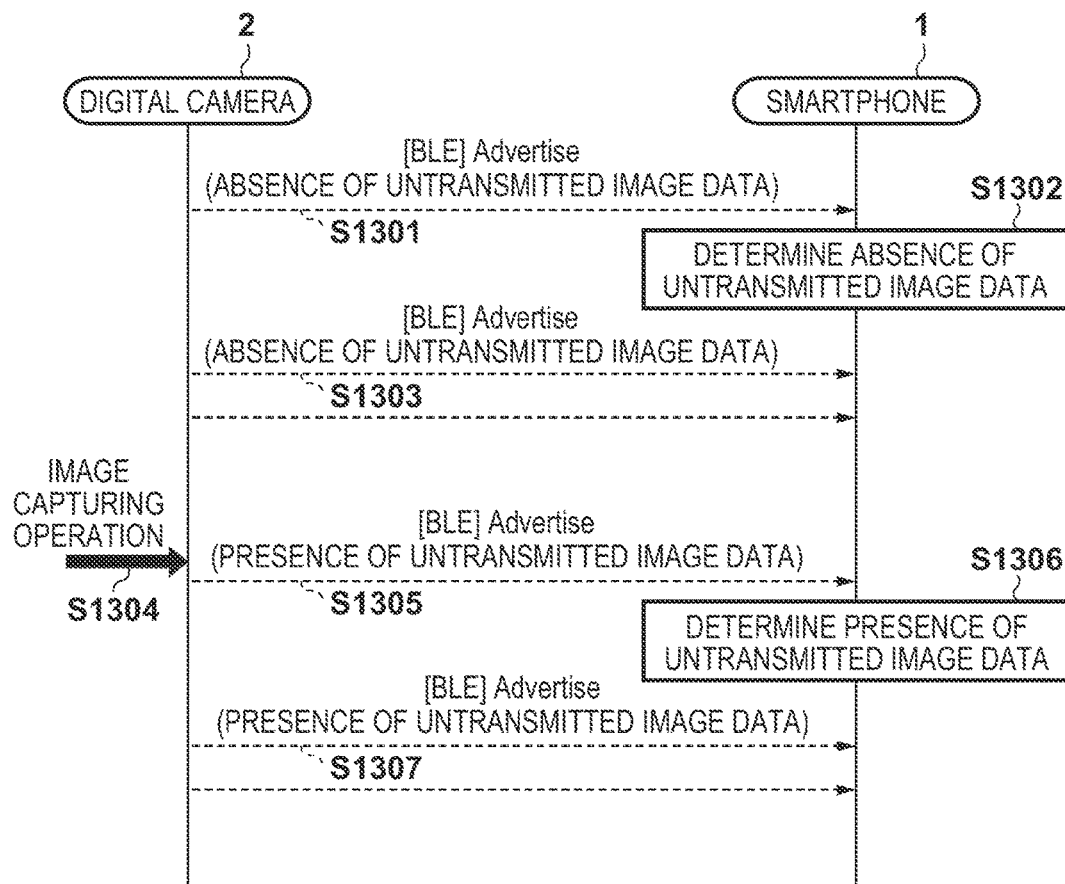 2
1
DIGITAL CAMERA
SMARTPHONE
[BLE] Advertise
(ABSENCE OF UNTRANSMITTED IMAGE DATA)
S1301
S1302
DETERMINE ABSENCE OF
UNTRANSMITTED IMAGE DATA
[BLE] Advertise
(ABSENCE OF UNTRANSMITTED IMAGE DATA)
S1303
IMAGE
CAPTURING
OPERATION
S1304
[BLE] Advertise
(PRESENCE OF UNTRANSMITTED IMAGE DATA)
S1305
S1306
DETERMINE PRESENCE OF
UNTRANSMITTED IMAGE DATA
[BLE] Advertise
(PRESENCE OF UNTRANSMITTED IMAGE DATA)
S1307